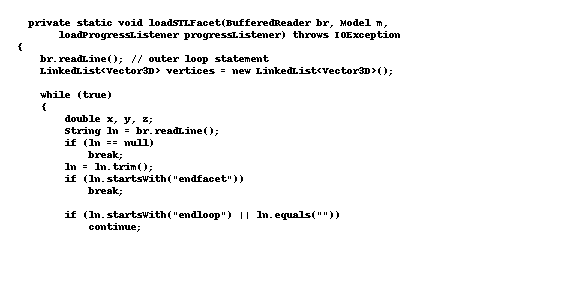 private static void loadSTLFacet(BufferedReader br, Model m,
loadProgressListener progressListener) throws IOException
{
br.readLine(); // outer loop statement
LinkedList<Vector3D> vertices = new LinkedList<Vector3D>();
while (true)
{
double x, y, z;
String ln = br.readLine();
if (ln == null)
break;
ln = ln.trim();
if (ln.startsWith("endfacet"))
break;
if (ln.startsWith("endloop") || ln.equals(""))
continue;